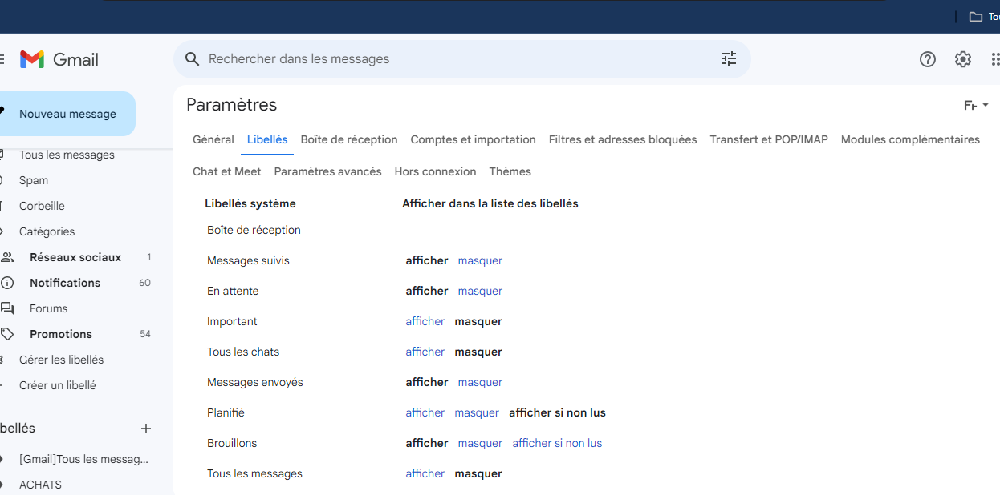 Gmail
Rechercher dans les messages
Nouveau message
Tous les messages
Spam
Corbeille
Catégories
Réseaux sociaux 1
Notifications 60
Forums
Promotions 54
Gérer les libellés
Créer un libellé
bellés +
[Gmail]Tous les messag...
ACHATS
Paramètres
Général Libellés Boîte de réception Comptes et importation Filtres et adresses bloquées Transfert et POP/IMAP Modules complémentaires
Chat et Meet Paramètres avancés Hors connexion Thèmes
Libellés système Afficher dans la liste des libellés
Boîte de réception
Messages suivis afficher masquer
En attente afficher masquer
Important afficher masquer
Tous les chats afficher masquer
Messages envoyés afficher masquer
Planifié afficher masquer afficher si non lus
Brouillons afficher masquer afficher si non lus
Tous les messages afficher masquer